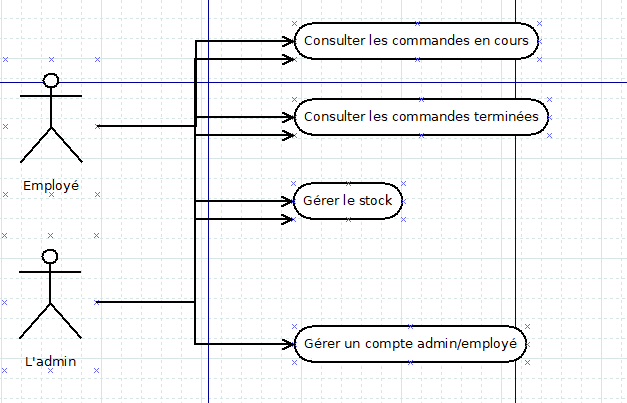 Consulter les commandes en cours
Consulter les commandes terminées
Employé
Gérer le stock
Gérer un compte admin/employé
L'admin